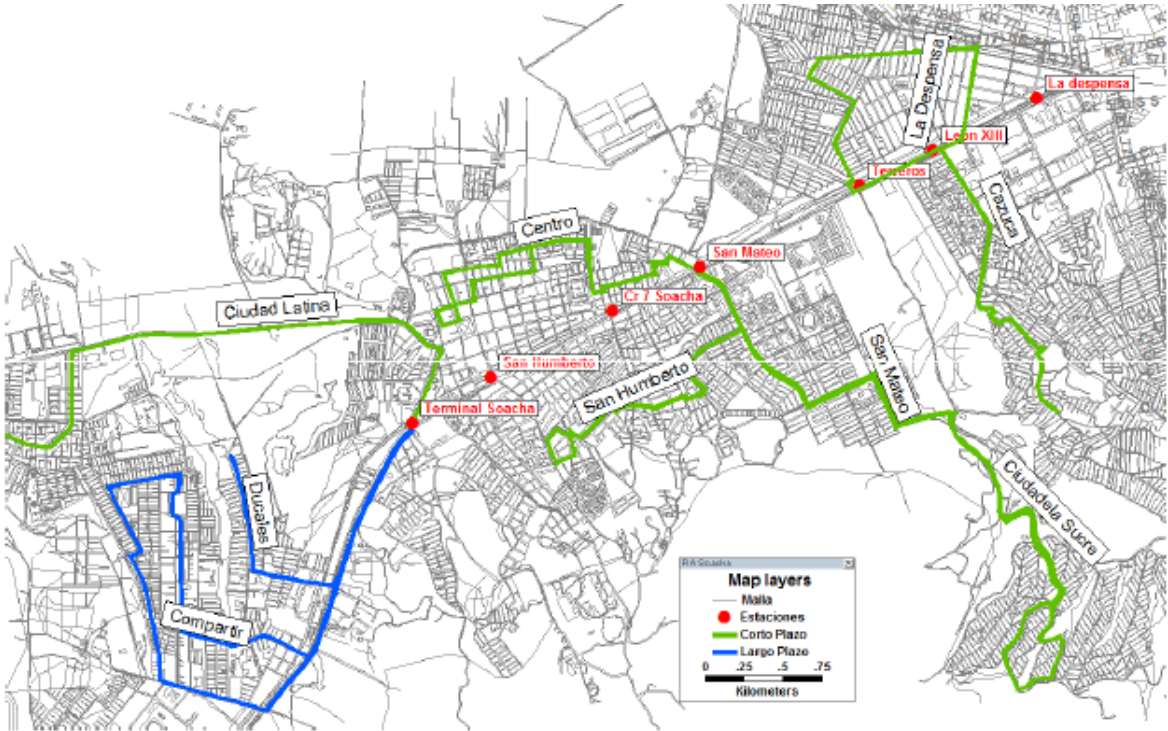 La Despensa
La despensa
Leon XIII
Terreros
Cazuca
Centro
San Mateo
Ciudad Latina
Cr 7 Soacha
San Humberto
San Humberto
San Mateo
Terminal Soacha
Ducales
Ciudadela Sucre
Compartir
RA Soacha
Map layers
Malla
Estaciones
Corto Plazo
Largo Plazo
0 .25 .5 .75
Kilometers